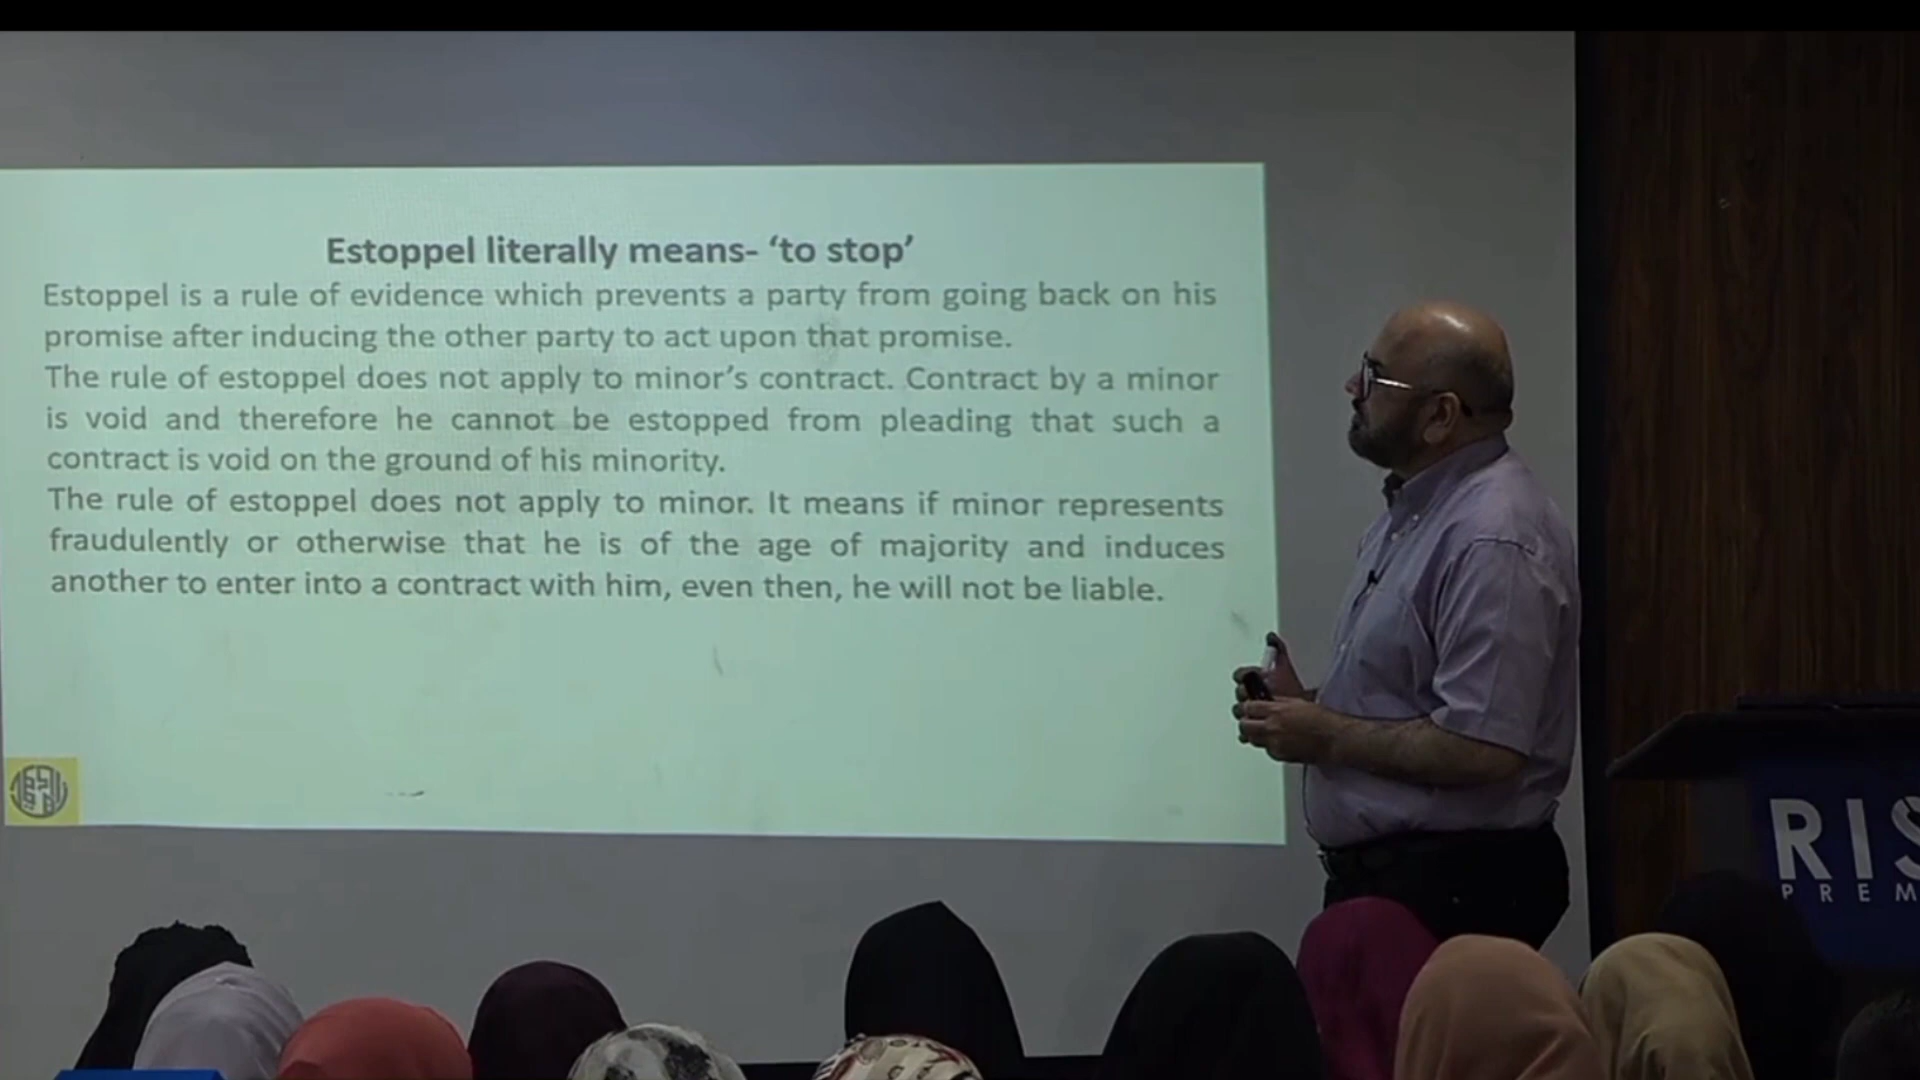 Estoppel literally means- ‘to stop’
Estoppel is a rule of evidence which prevents a party from going back on his
promise after inducing the other party to act upon that promise.
The rule of estoppel does not apply to minor’s contract. Contract by a minor
is void and therefore he cannot be estopped from pleading that such a
contract is void on the ground of his minority.
The rule of estoppel does not apply to minor. It means if minor represents
fraudulently or otherwise that he is of the age of majority and induces
another to enter into a contract with him, even then, he will not be liable.
RIS
PREM